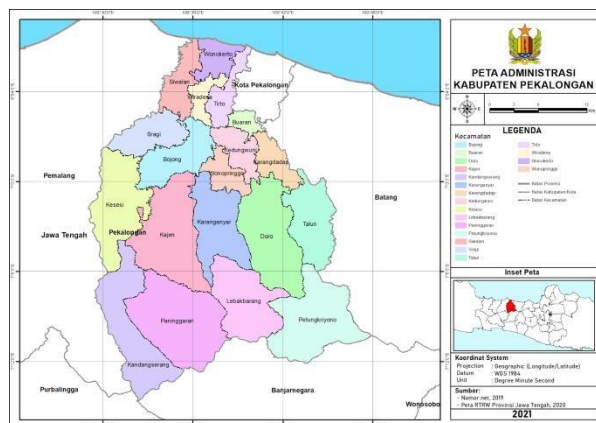 PETA ADMINISTRASI
KABUPATEN PEKALONGAN
LEGENDA
Kecamatan
Bojong
Buaran
Doro
Kajen
Kandangserang
Karanganyar
Karangdadap
Kedungwuni
Kesesi
Lebakbarang
Paninggaran
Petungkriyono
Siwalan
Sragi
Talun
Tirto
Wiradesa
Wonokerto
Wonopringgo
Batas Provinsi
Batas Kabupaten/Kota
Batas Kecamatan
Inset Peta
Koordinat System
Projection : Geographic (Longitude/Latitude)
Datum : WGS 1984
Unit : Degree Minute Second
Sumber:
- Peta RTRW Provinsi Jawa Tengah, 2020
2021
Wonokerto
Siwalan
Wiradesa
Tirto
Kota Pekalongan
Buaran
Sragi
Bojong
Kedungwuni
Wonopringgo
Karangdadap
Pemalang
Batang
Kesesi
Jawa Tengah
Pekalongan
Kajen
Karanganyar
Doro
Talun
Lebakbarang
Paninggaran
Petungkriyono
Kandangserang
Purbalingga
Banjarnegara
Wonosobo